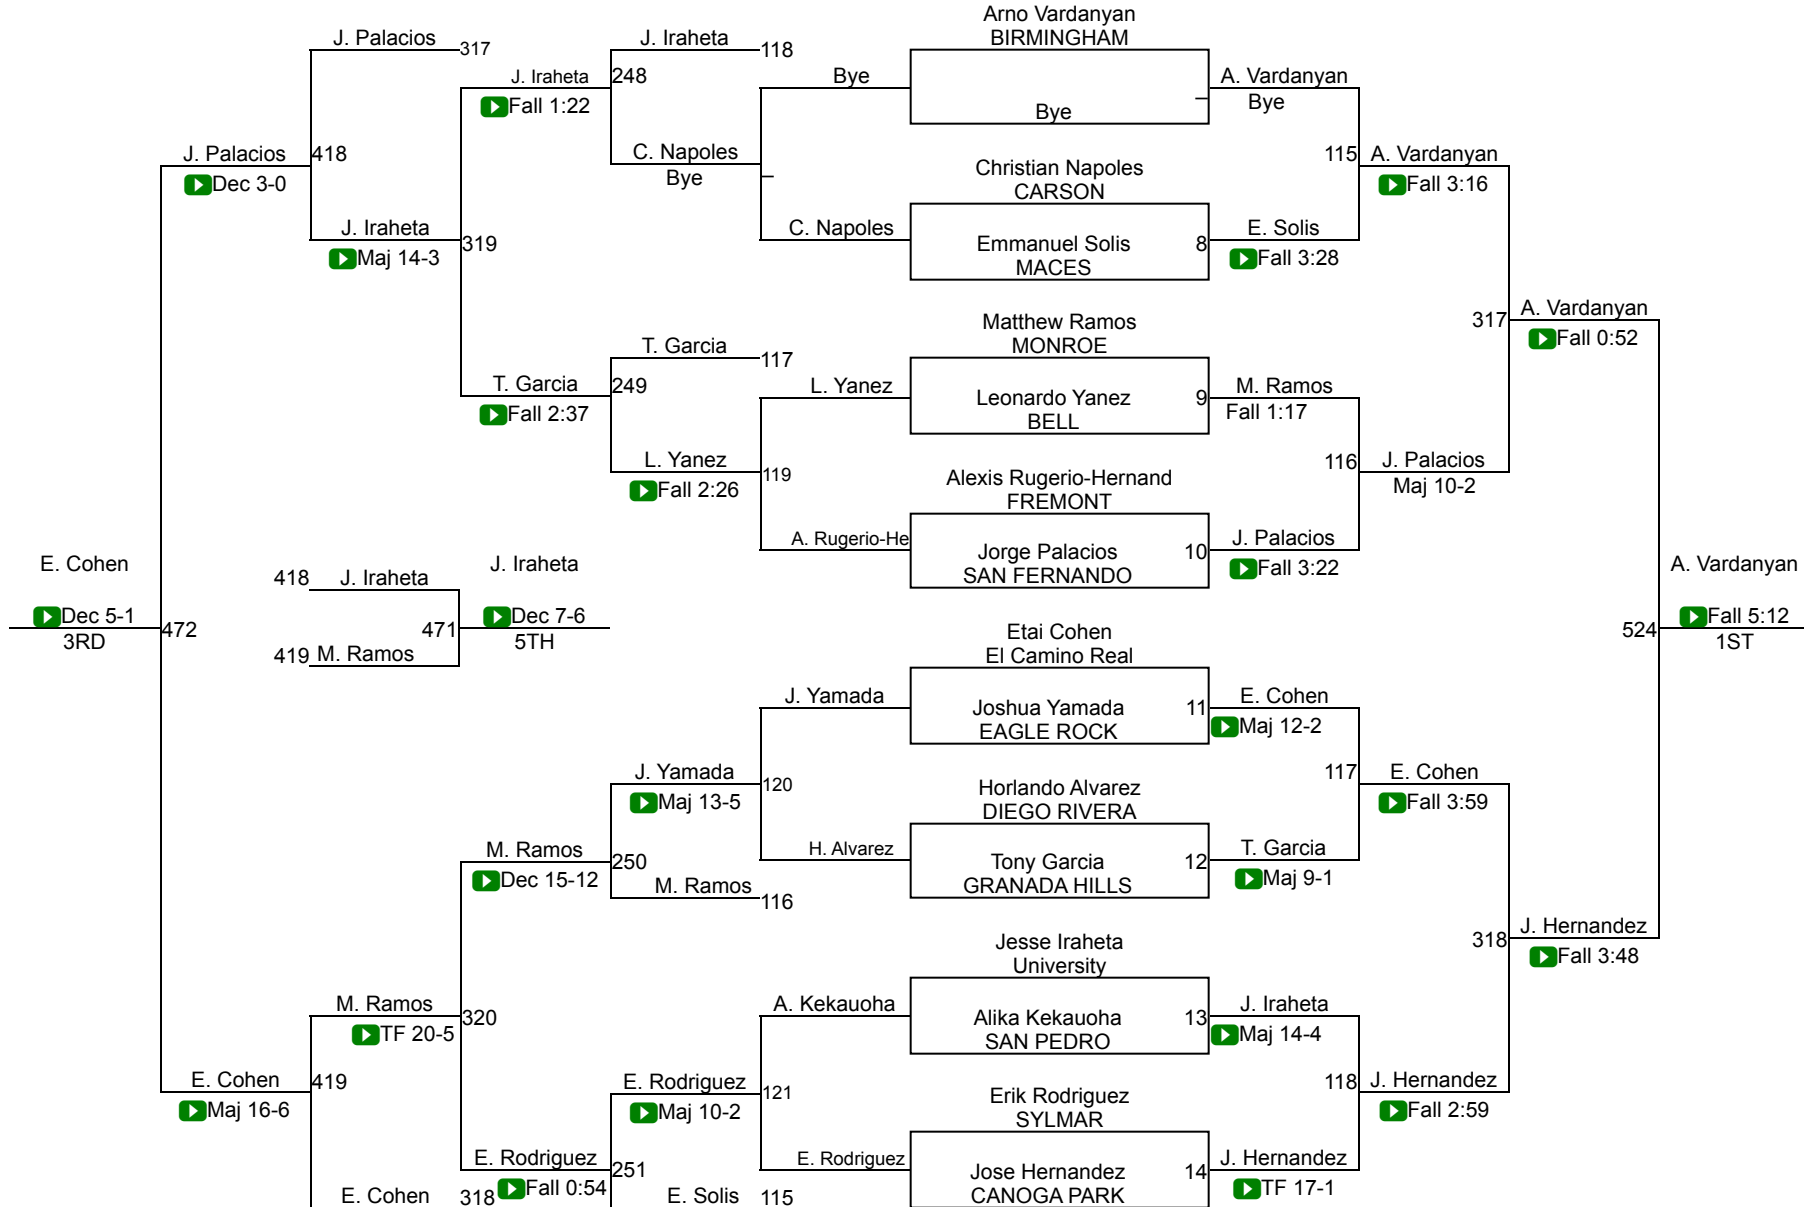 Arno Vardanyan
J. Palacios 317 J. Iraheta 118 BIRMINGHAM
J. Iraheta 248 Bye A. Vardanyan
Fall 1:22 Bye Bye
J. Palacios 418 C. Napoles 115 A. Vardanyan
Dec 3-0 Bye Christian Napoles Fall 3:16
CARSON
J. Iraheta 319 C. Napoles Emmanuel Solis 8 E. Solis
Maj 14-3 MACES Fall 3:28
Matthew Ramos 317 A. Vardanyan
T. Garcia 117 MONROE Fall 0:52
T. Garcia 249 L. Yanez Leonardo Yanez 9 M. Ramos
Fall 2:37 BELL Fall 1:17
L. Yanez 119 116 J. Palacios
Fall 2:26 Alexis Rugerio-Hernand Maj 10-2
FREMONT
A. Rugerio-He Jorge Palacios 10 J. Palacios
E. Cohen J. Iraheta SAN FERNANDO Fall 3:22 A. Vardanyan
418 J. Iraheta
Dec 5-1 472 471 Dec 7-6 524 Fall 5:12
3RD 5TH Etai Cohen 1ST
419 M. Ramos El Camino Real
J. Yamada Joshua Yamada 11 E. Cohen
EAGLE ROCK Maj 12-2
J. Yamada 120 117 E. Cohen
Maj 13-5 Horlando Alvarez Fall 3:59
DIEGO RIVERA
M. Ramos 250 H. Alvarez Tony Garcia 12 T. Garcia
Dec 15-12 M. Ramos 116 GRANADA HILLS Maj 9-1
Jesse Iraheta 318 J. Hernandez
University Fall 3:48
M. Ramos 320 A. Kekauoha Alika Kekauoha 13 J. Iraheta
TF 20-5 SAN PEDRO Maj 14-4
E. Cohen 419 E. Rodriguez 121 118 J. Hernandez
Maj 16-6 Maj 10-2 Erik Rodriguez Fall 2:59
SYLMAR
E. Rodriguez 251 E. Rodriguez Jose Hernandez 14 J. Hernandez
E. Cohen 318 Fall 0:54 E. Solis 115 CANOGA PARK TF 17-1